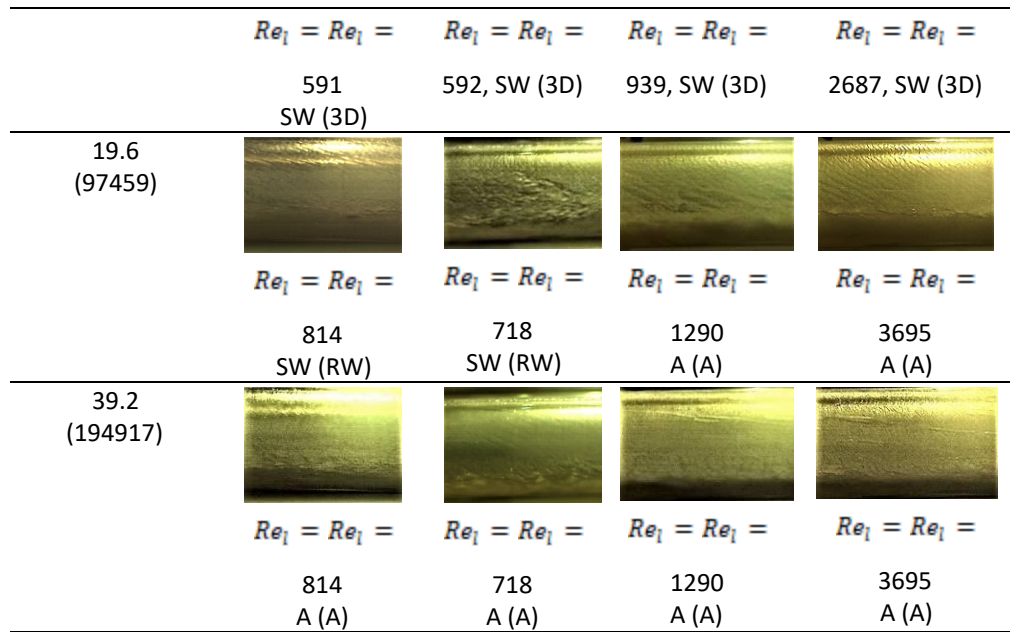 Re_l = Re_l = Re_l = Re_l = Re_l = Re_l = Re_l = Re_l =
591 592, SW (3D) 939, SW (3D) 2687, SW (3D)
SW (3D)
19.6
(97459)
Re_l = Re_l = Re_l = Re_l = Re_l = Re_l = Re_l = Re_l =
814 718 1290 3695
SW (RW) SW (RW) A (A) A (A)
39.2
(194917)
Re_l = Re_l = Re_l = Re_l = Re_l = Re_l = Re_l = Re_l =
814 718 1290 3695
A (A) A (A) A (A) A (A)